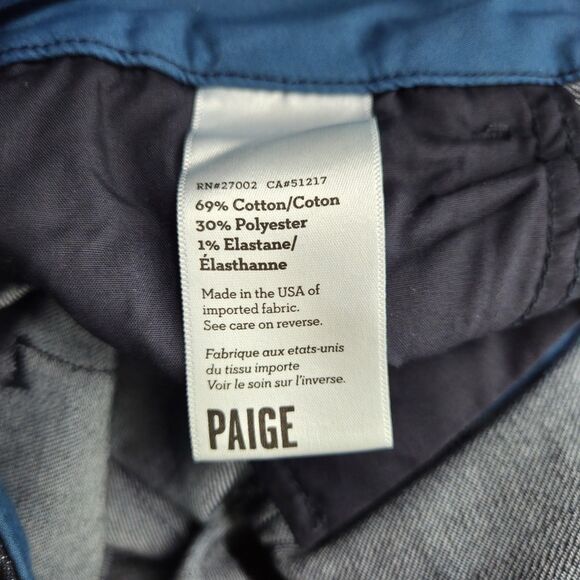 RN#27002 CA#51217
69% Cotton/Coton
30% Polyester
1% Elastane/
Élasthanne
Made in the USA of
imported fabric.
See care on reverse.
Fabrique aux etats-unis
du tissu importe
Voir le soin sur l'inverse.
PAIGE